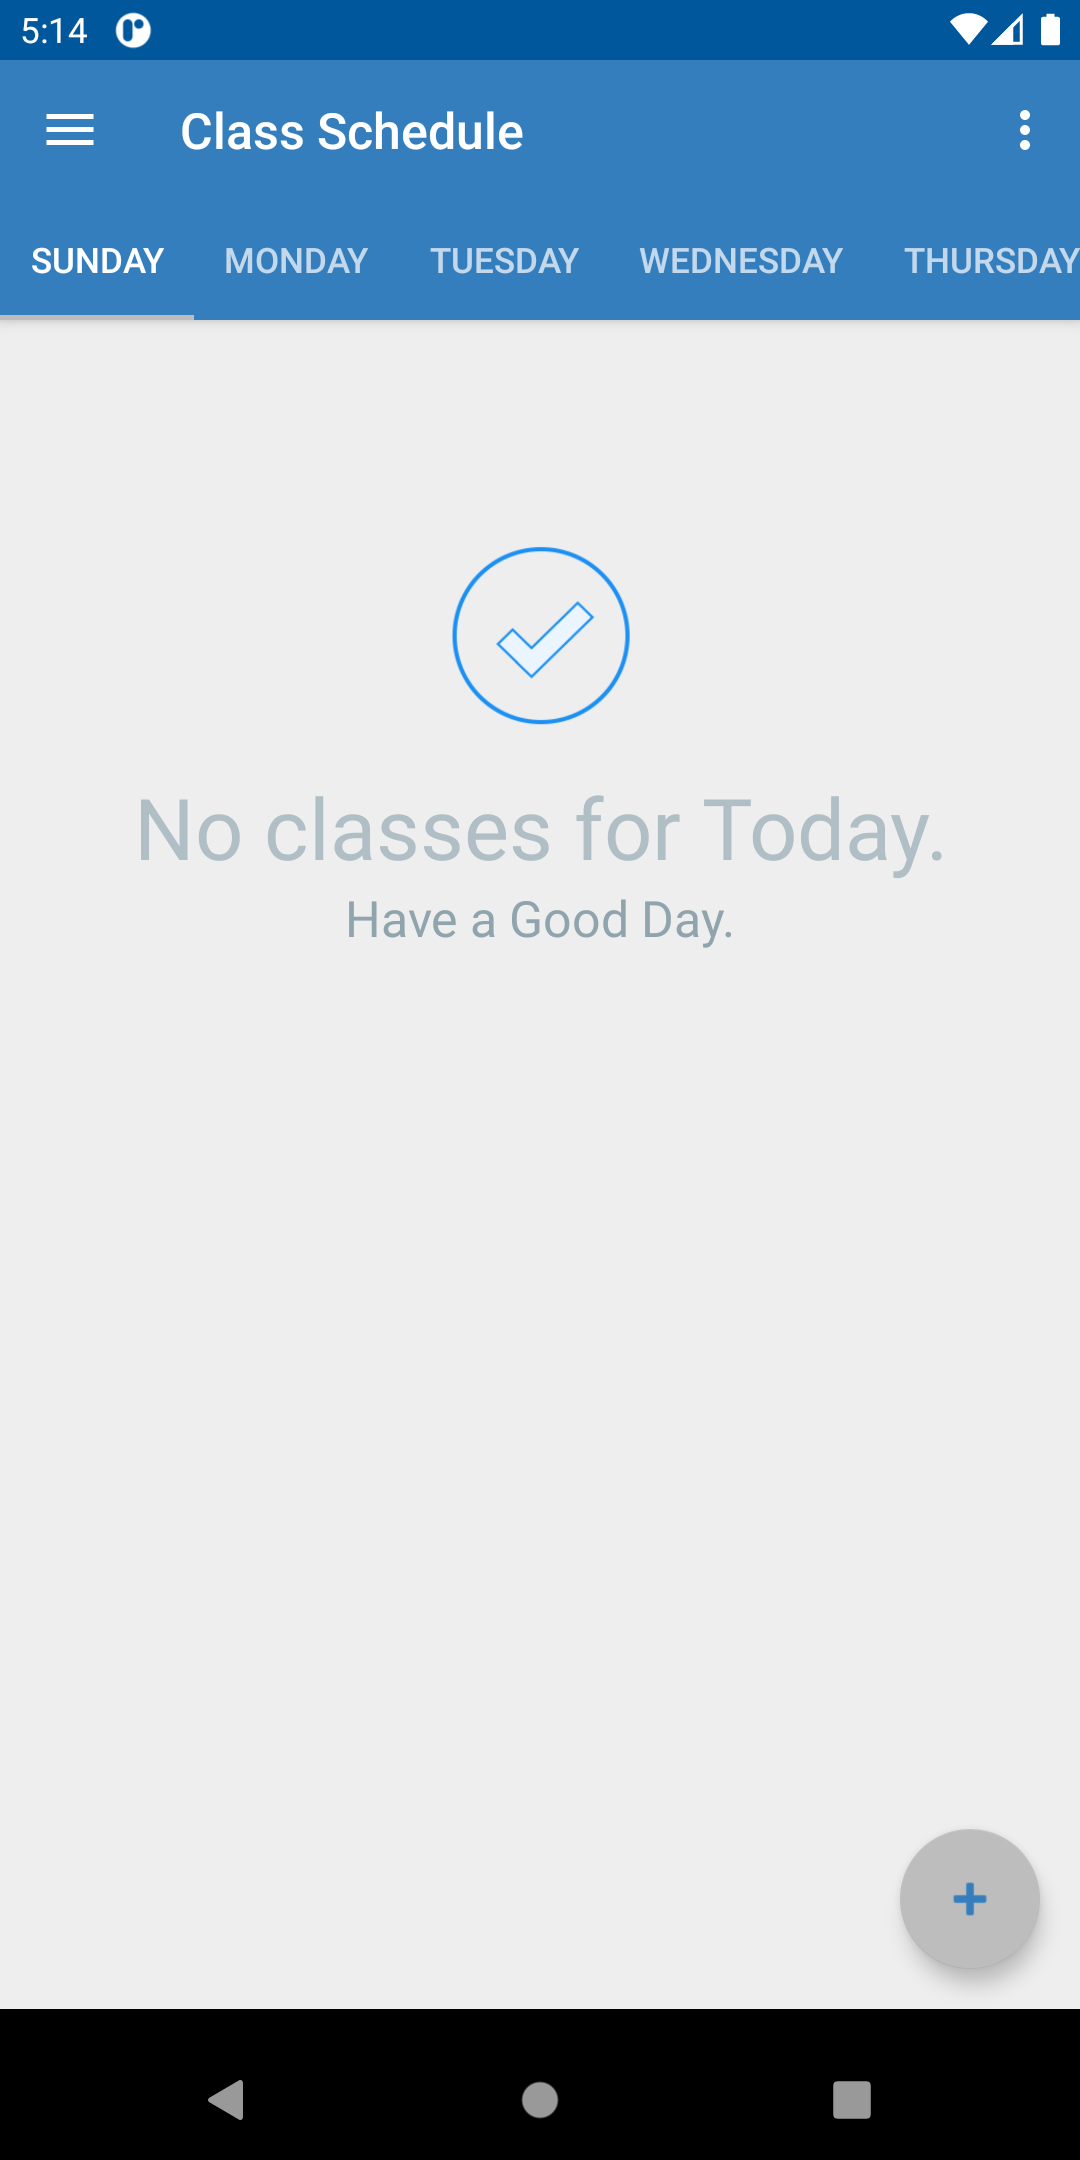 5:14
Class Schedule
SUNDAY MONDAY TUESDAY WEDNESDAY THURSDAY
No classes for Today.
Have a Good Day.